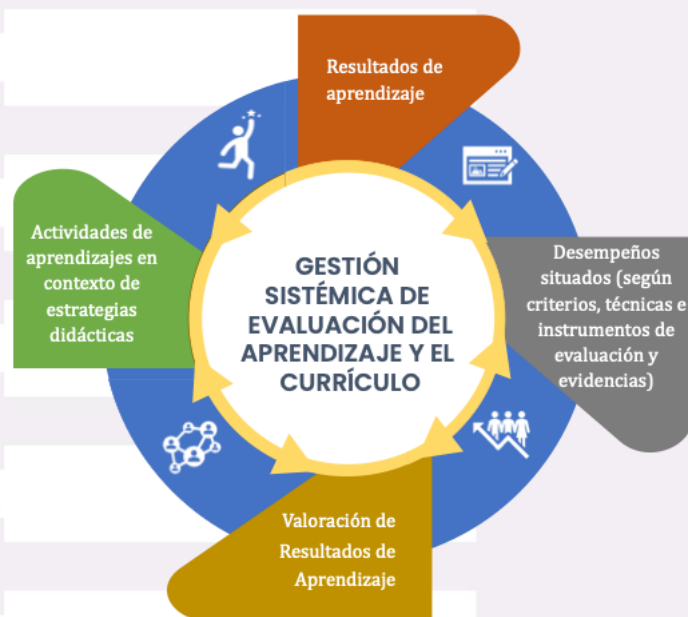 Resultados de
aprendizaje
Actividades de
aprendizajes en
contexto de
estrategias
didácticas
GESTIÓN
SISTÉMICA DE
EVALUACIÓN DEL
APRENDIZAJE Y EL
CURRÍCULO
Desempeños
situados (según
criterios, técnicas e
instrumentos de
evaluación y
evidencias)
Valoración de
Resultados de
Aprendizaje